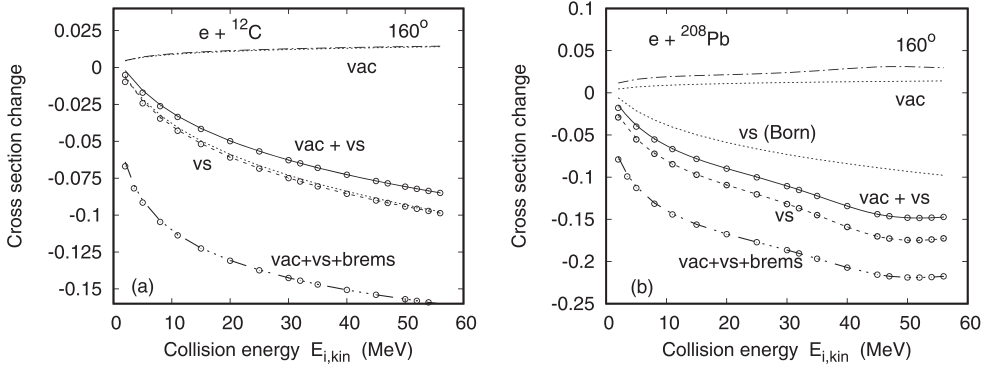 0.025
0
-0.025
-0.05
-0.075
-0.1
-0.125
-0.15
Cross section change
e + ¹²C
160°
vac
vac + vs
vs
vac+vs+brems
(a)
0 10 20 30 40 50 60
Collision energy E_i,kin (MeV)
0.1
0.05
0
-0.05
-0.1
-0.15
-0.2
-0.25
Cross section change
e + ²⁰⁸Pb
160°
vac
vs (Born)
vac + vs
vs
vac+vs+brems
(b)
0 10 20 30 40 50 60
Collision energy E_i,kin (MeV)